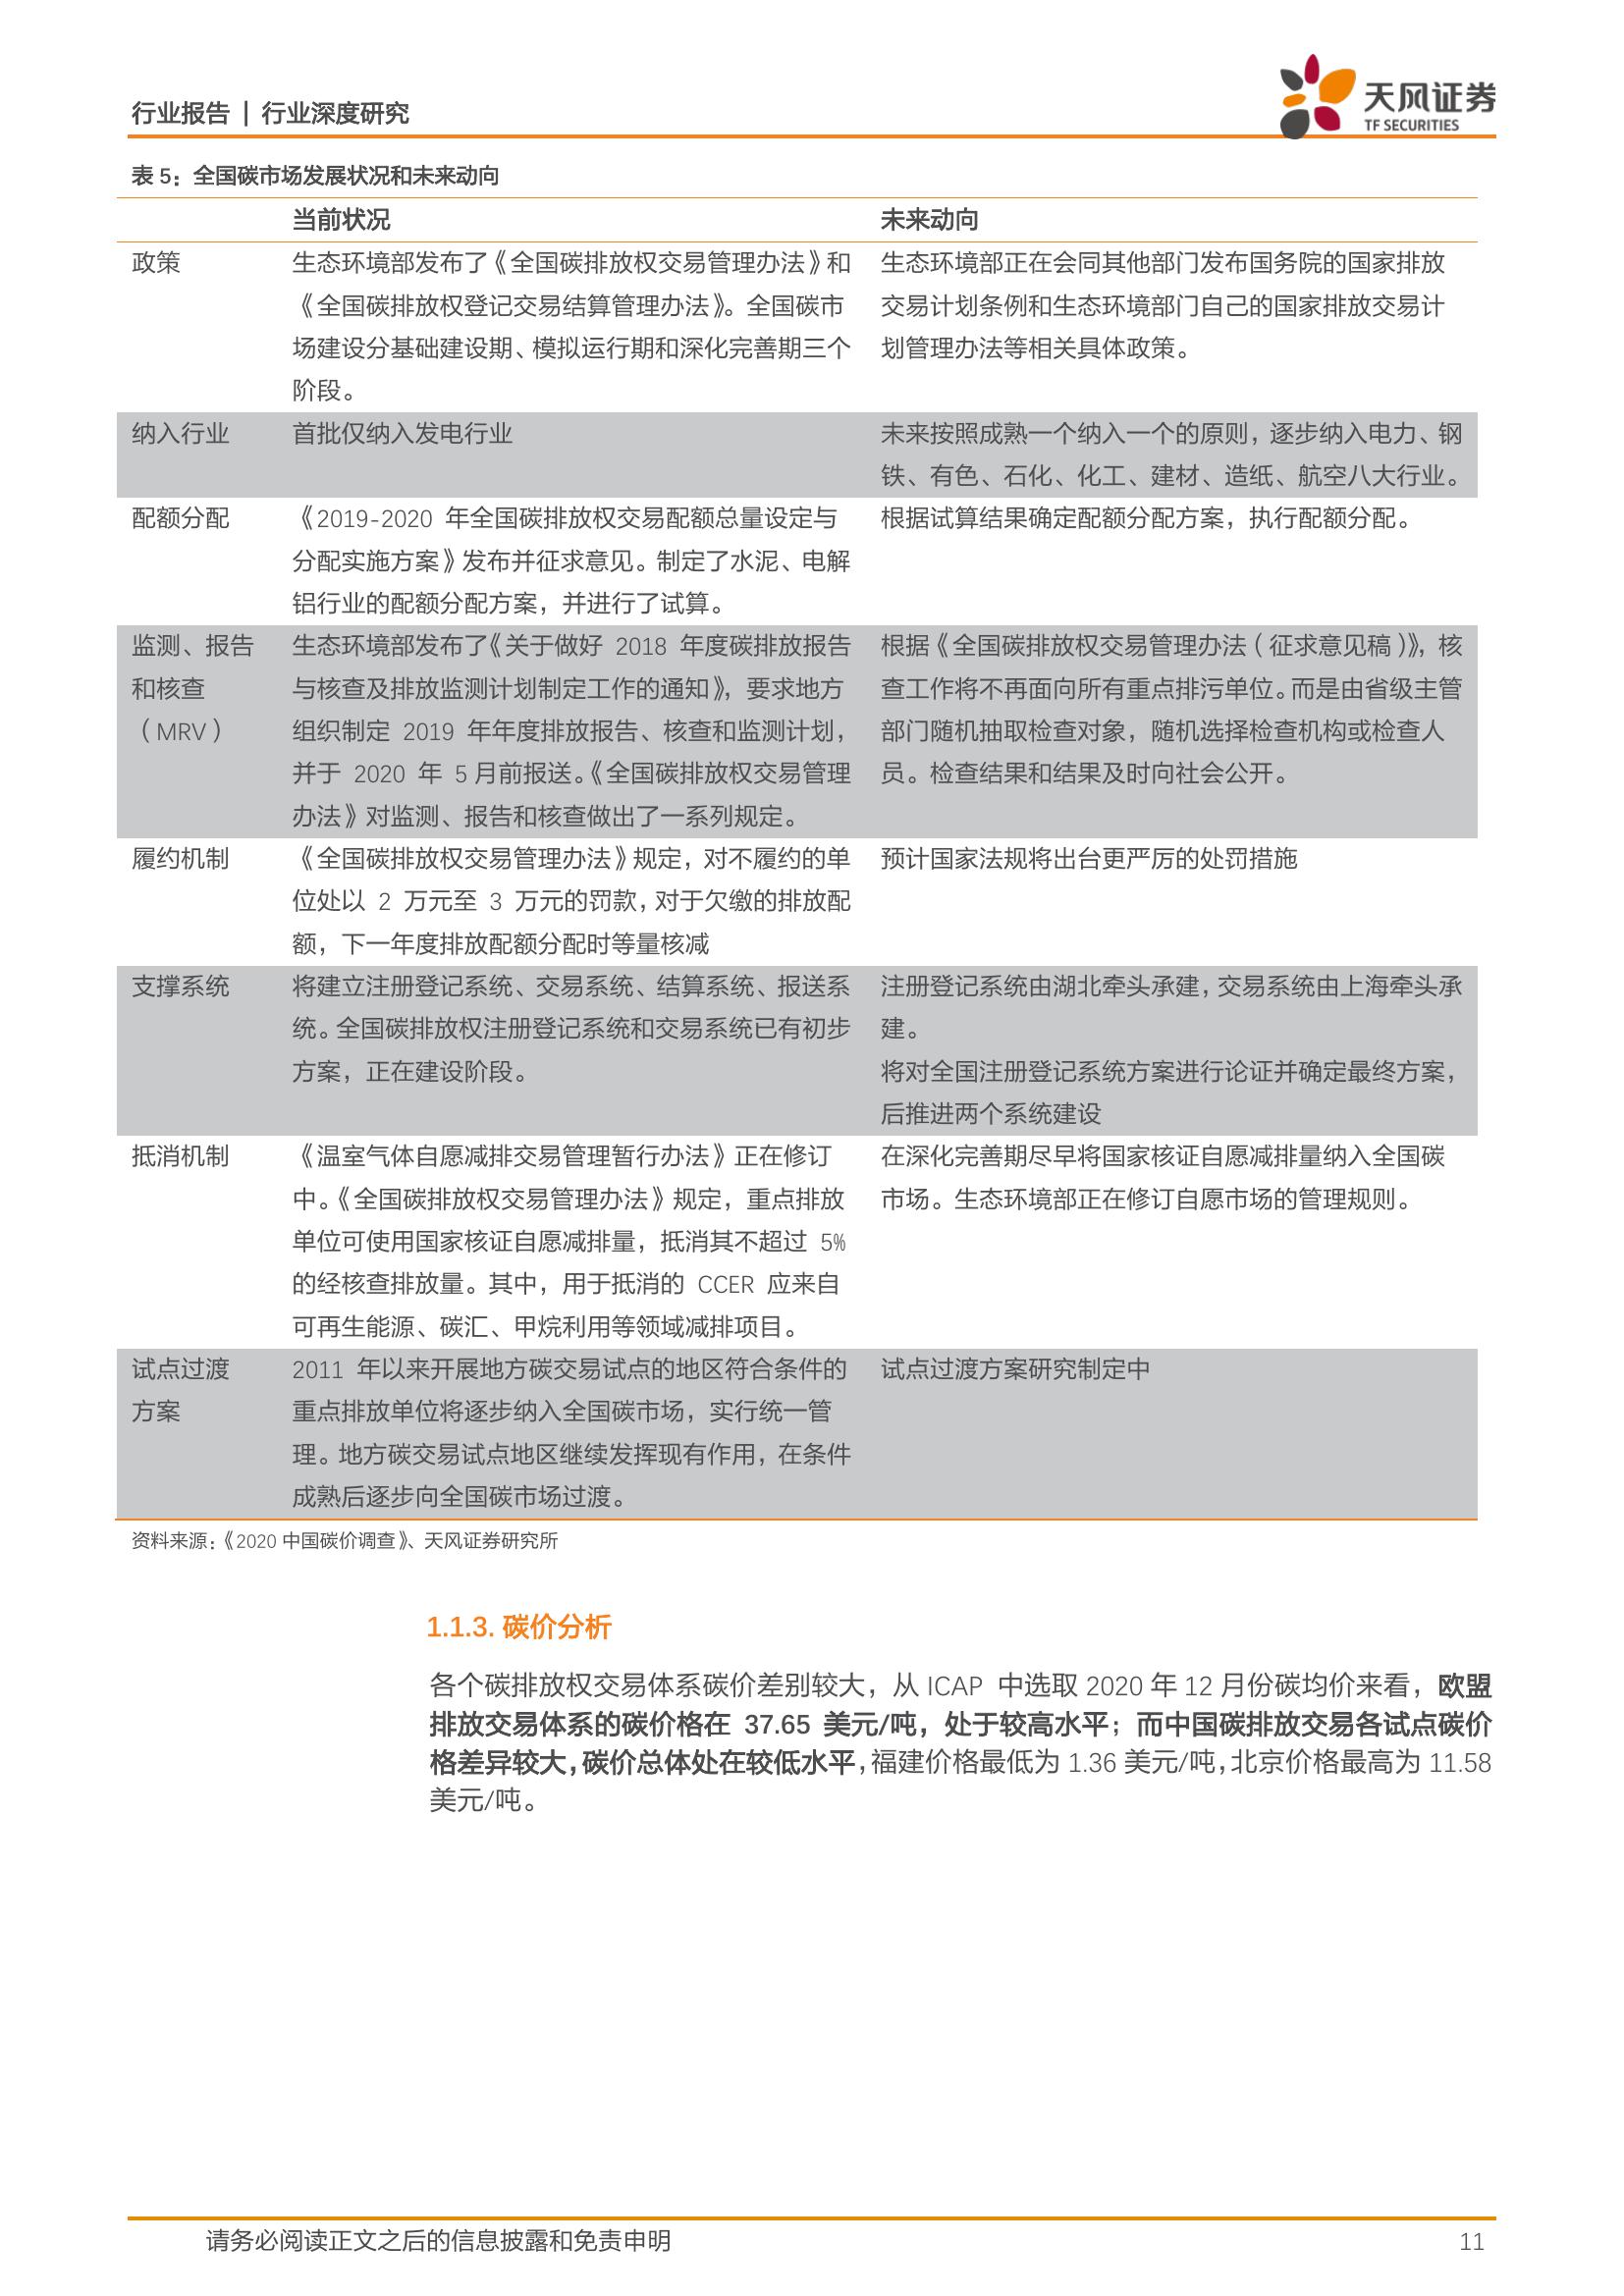 行业报告 | 行业深度研究
天风证券
TF SECURITIES
表 5：全国碳市场发展状况和未来动向
当前状况 未来动向
政策
生态环境部发布了《全国碳排放权交易管理办法》和
《全国碳排放权登记交易结算管理办法》。全国碳市
场建设分基础建设期、模拟运行期和深化完善期三个
阶段。
生态环境部正在会同其他部门发布国务院的国家排放
交易计划条例和生态环境部门自己的国家排放交易计
划管理办法等相关具体政策。
纳入行业
首批仅纳入发电行业
未来按照成熟一个纳入一个的原则，逐步纳入电力、钢
铁、有色、石化、化工、建材、造纸、航空八大行业。
配额分配
《2019-2020 年全国碳排放权交易配额总量设定与
分配实施方案》发布并征求意见。制定了水泥、电解
铝行业的配额分配方案，并进行了试算。
根据试算结果确定配额分配方案，执行配额分配。
监测、报告
和核查
（MRV）
生态环境部发布了《关于做好 2018 年度碳排放报告
与核查及排放监测计划制定工作的通知》，要求地方
组织制定 2019 年年度排放报告、核查和监测计划，
并于 2020 年 5 月前报送。《全国碳排放权交易管理
办法》对监测、报告和核查做出了一系列规定。
根据《全国碳排放权交易管理办法（征求意见稿）》，核
查工作将不再面向所有重点排污单位。而是由省级主管
部门随机抽取检查对象，随机选择检查机构或检查人
员。检查结果和结果及时向社会公开。
履约机制
《全国碳排放权交易管理办法》规定，对不履约的单
位处以 2 万元至 3 万元的罚款，对于欠缴的排放配
额，下一年度排放配额分配时等量核减
预计国家法规将出台更严厉的处罚措施
支撑系统
将建立注册登记系统、交易系统、结算系统、报送系
统。全国碳排放权注册登记系统和交易系统已有初步
方案，正在建设阶段。
注册登记系统由湖北牵头承建，交易系统由上海牵头承
建。
将对全国注册登记系统方案进行论证并确定最终方案，
后推进两个系统建设
抵消机制
《温室气体自愿减排交易管理暂行办法》正在修订
中。《全国碳排放权交易管理办法》规定，重点排放
单位可使用国家核证自愿减排量，抵消其不超过 5%
的经核查排放量。其中，用于抵消的 CCER 应来自
可再生能源、碳汇、甲烷利用等领域减排项目。
在深化完善期尽早将国家核证自愿减排量纳入全国碳
市场。生态环境部正在修订自愿市场的管理规则。
试点过渡
方案
2011 年以来开展地方碳交易试点的地区符合条件的
重点排放单位将逐步纳入全国碳市场，实行统一管
理。地方碳交易试点地区继续发挥现有作用，在条件
成熟后逐步向全国碳市场过渡。
试点过渡方案研究制定中
资料来源：《2020 中国碳价调查》、天风证券研究所
1.1.3. 碳价分析
各个碳排放权交易体系碳价差别较大，从 ICAP 中选取 2020 年 12 月份碳均价来看，欧盟
排放交易体系的碳价格在 37.65 美元/吨，处于较高水平；而中国碳排放交易各试点碳价
格差异较大，碳价总体处在较低水平，福建价格最低为 1.36 美元/吨，北京价格最高为 11.58
美元/吨。
请务必阅读正文之后的信息披露和免责申明 11